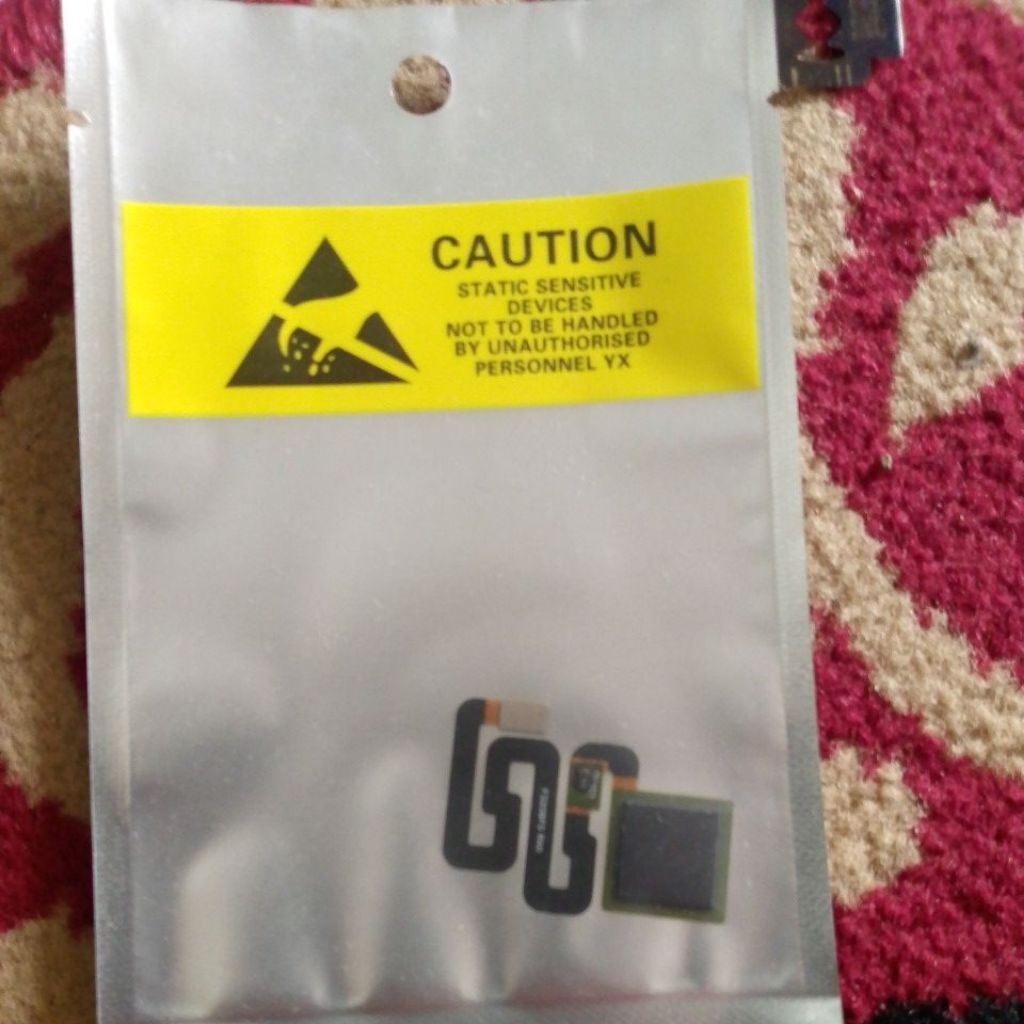 CAUTION
STATIC SENSITIVE
DEVICES
NOT TO BE HANDLED
BY UNAUTHORISED
PERSONNEL YX